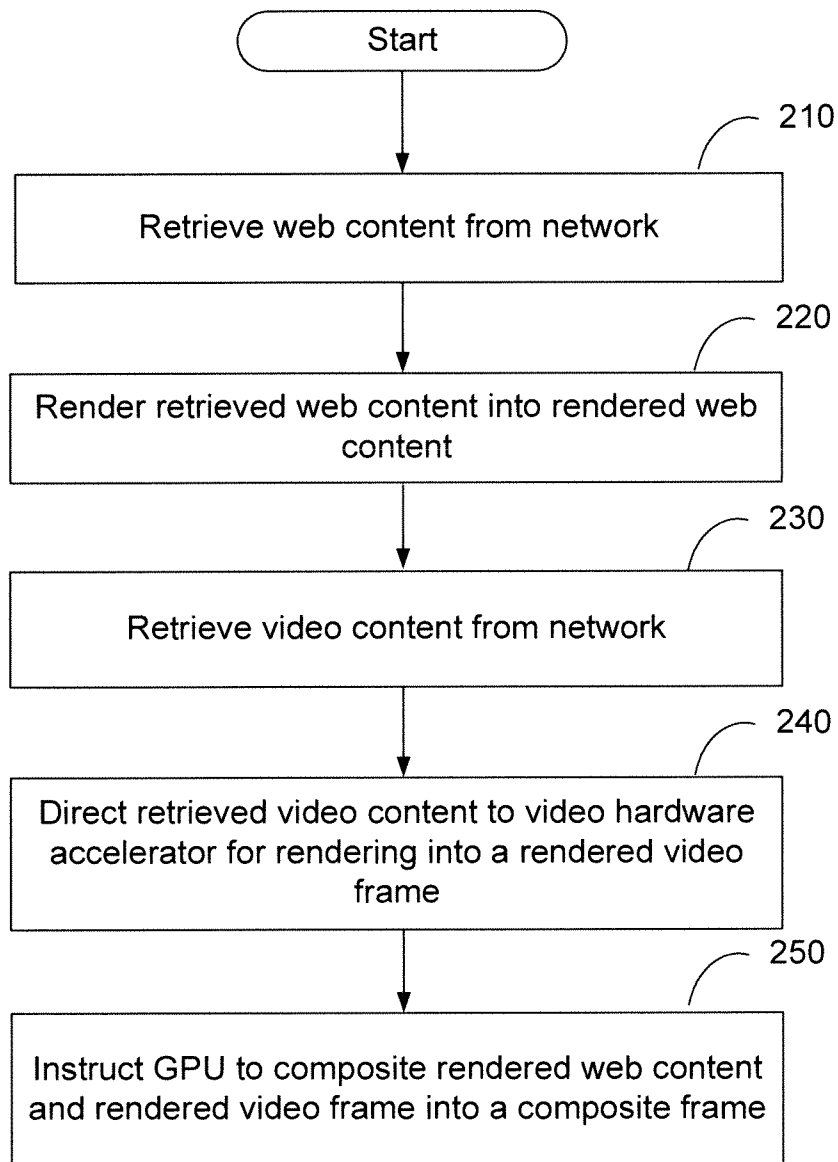 Start
210
Retrieve web content from network
220
Render retrieved web content into rendered web
content
230
Retrieve video content from network
240
Direct retrieved video content to video hardware
accelerator for rendering into a rendered video
frame
250
Instruct GPU to composite rendered web content
and rendered video frame into a composite frame